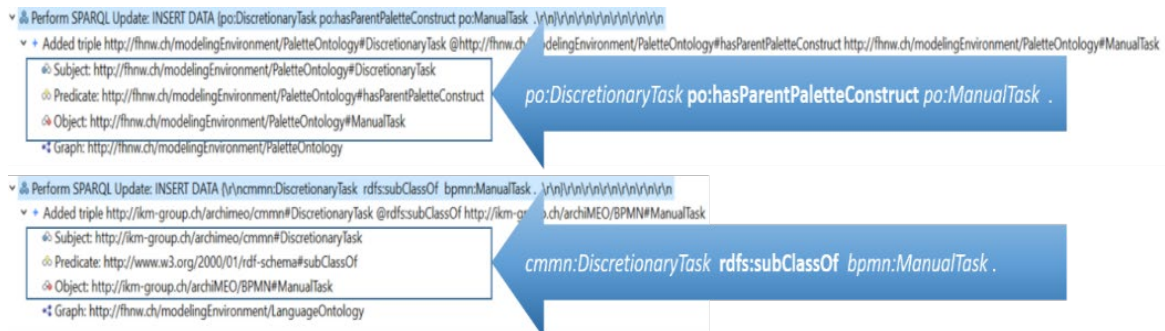 Perform SPARQL Update: INSERT DATA {po:DiscretionaryTask po:hasParentPaletteConstruct po:ManualTask .\r\n}\r\n\r\n\r\n\r\n\r\n\r\n
Added triple http://fhnw.ch/modelingEnvironment/PaletteOntology#DiscretionaryTask @http://fhnw.ch/ delingEnvironment/PaletteOntology#hasParentPaletteConstruct http://fhnw.ch/modelingEnvironment/PaletteOntology#ManualTask
Subject: http://fhnw.ch/modelingEnvironment/PaletteOntology#DiscretionaryTask
Predicate: http://fhnw.ch/modelingEnvironment/PaletteOntology#hasParentPaletteConstruct
po:DiscretionaryTask po:hasParentPaletteConstruct po:ManualTask .
Object: http://fhnw.ch/modelingEnvironment/PaletteOntology#ManualTask
Graph: http://fhnw.ch/modelingEnvironment/PaletteOntology
Perform SPARQL Update: INSERT DATA {\r\ncmmn:DiscretionaryTask rdfs:subClassOf bpmn:ManualTask . \r\n}\r\n\r\n\r\n\r\n\r\n\r\n\r\n
Added triple http://ikm-group.ch/archimeo/cmmn#DiscretionaryTask @rdfs:subClassOf http://ikm-gr .ch/archiMEO/BPMN#ManualTask
Subject: http://ikm-group.ch/archimeo/cmmn#DiscretionaryTask
Predicate: http://www.w3.org/2000/01/rdf-schema#subClassOf
cmmn:DiscretionaryTask rdfs:subClassOf bpmn:ManualTask .
Object: http://ikm-group.ch/archiMEO/BPMN#ManualTask
Graph: http://fhnw.ch/modelingEnvironment/LanguageOntology